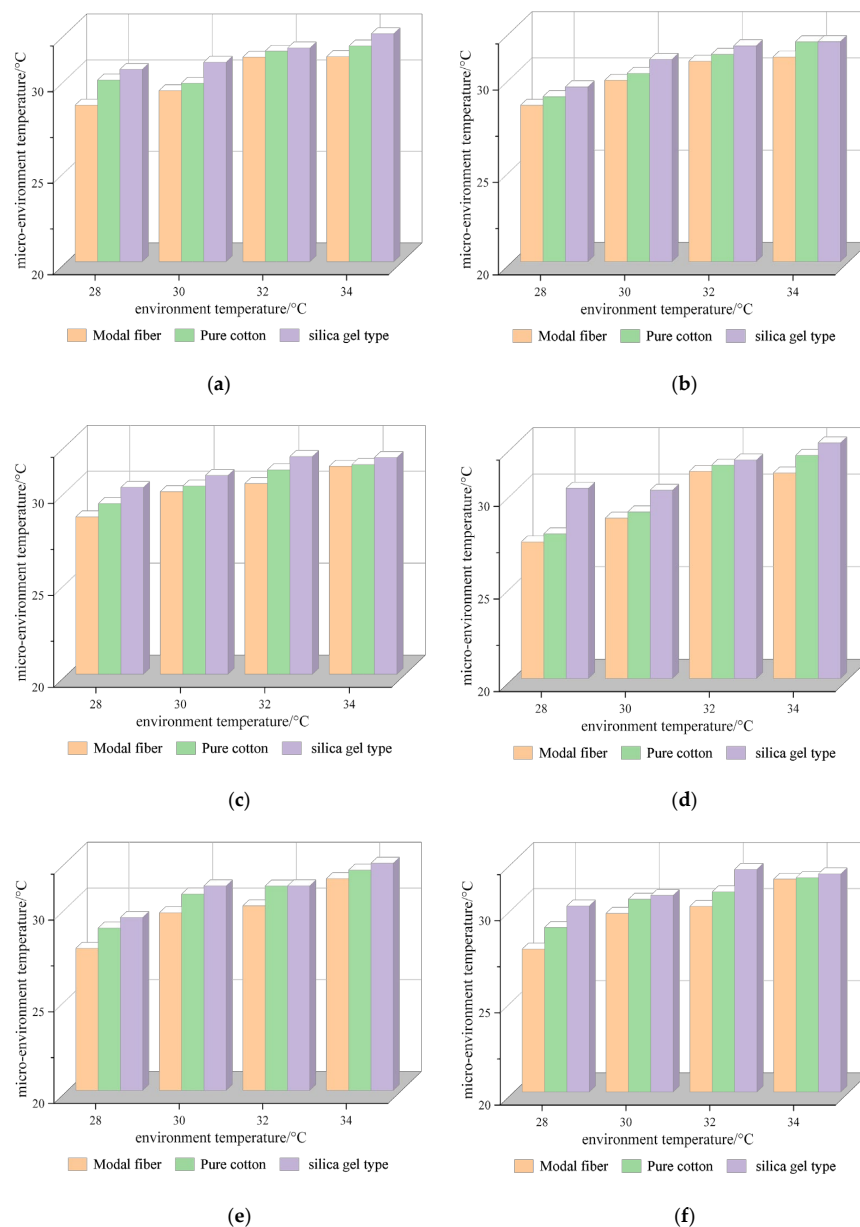 micro-environment temperature/°C
30
25
20
28 30 32 34
environment temperature/°C
Modal fiber Pure cotton silica gel type
(a)
micro-environment temperature/°C
30
25
20
28 30 32 34
environment temperature/°C
Modal fiber Pure cotton silica gel type
(b)
micro-environment temperature/°C
30
25
20
28 30 32 34
environment temperature/°C
Modal fiber Pure cotton silica gel type
(c)
micro-environment temperature/°C
30
25
20
28 30 32 34
environment temperature/°C
Modal fiber Pure cotton silica gel type
(d)
micro-environment temperature/°C
30
25
20
28 30 32 34
environment temperature/°C
Modal fiber Pure cotton silica gel type
(e)
micro-environment temperature/°C
30
25
20
28 30 32 34
environment temperature/°C
Modal fiber Pure cotton silica gel type
(f)